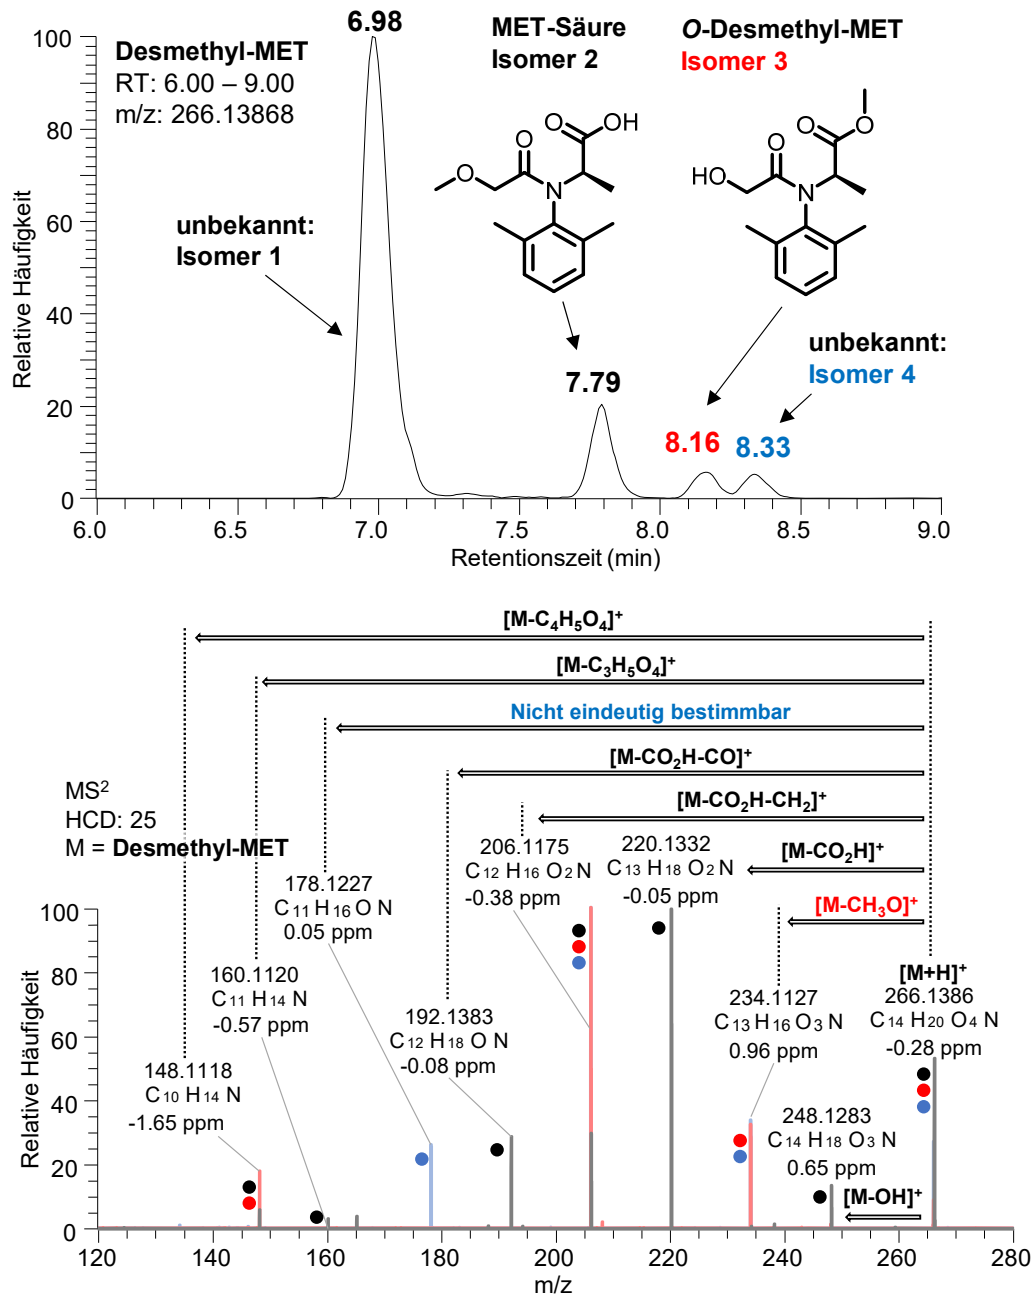 6.98
MET-Säure
Isomer 2
O-Desmethyl-MET
Isomer 3
Desmethyl-MET
RT: 6.00 – 9.00
m/z: 266.13868
unbekannt:
Isomer 1
O
O
OH
N
O
O
HO
O
N
O
unbekannt:
Isomer 4
7.79
8.16
8.33
Relative Häufigkeit
100
80
60
40
20
0
6.0 6.5 7.0 7.5 8.0 8.5 9.0
Retentionszeit (min)
[M-C₄H₅O₄]⁺
[M-C₃H₅O₄]⁺
Nicht eindeutig bestimmbar
[M-CO₂H-CO]⁺
[M-CO₂H-CH₂]⁺
[M-CO₂H]⁺
[M-CH₃O]⁺
[M+H]⁺
[M-OH]⁺
MS²
HCD: 25
M = Desmethyl-MET
148.1118
C₁₀ H₁₄ N
-1.65 ppm
160.1120
C₁₁ H₁₄ N
-0.57 ppm
178.1227
C₁₁ H₁₆ O N
0.05 ppm
192.1383
C₁₂ H₁₈ O N
-0.08 ppm
206.1175
C₁₂ H₁₆ O₂ N
-0.38 ppm
220.1332
C₁₃ H₁₈ O₂ N
-0.05 ppm
234.1127
C₁₃ H₁₆ O₃ N
0.96 ppm
248.1283
C₁₄ H₁₈ O₃ N
0.65 ppm
266.1386
C₁₄ H₂₀ O₄ N
-0.28 ppm
Relative Häufigkeit
100
80
60
40
20
0
120 140 160 180 200 220 240 260 280
m/z